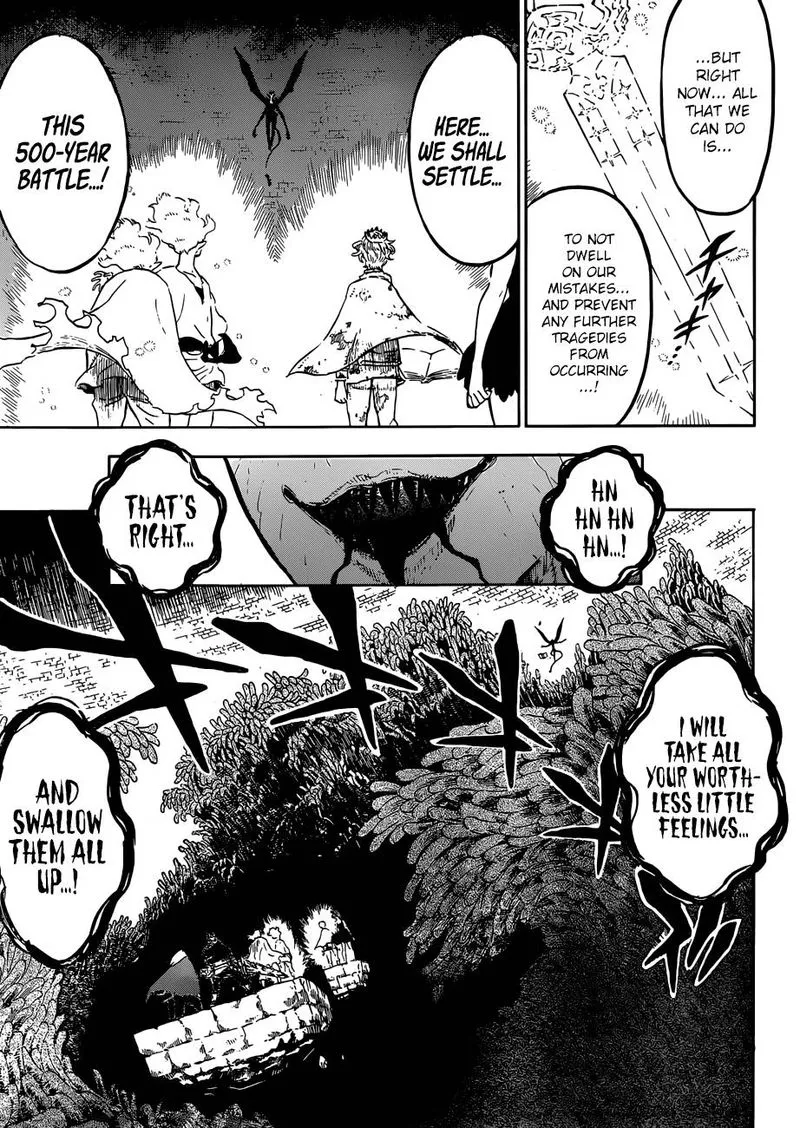 ...BUT
RIGHT
NOW... ALL
THAT WE
CAN DO
IS...
TO NOT
DWELL
ON OUR
MISTAKES...
AND PREVENT
ANY FURTHER
TRAGEDIES
FROM
OCCURRING
...!
HERE...
WE SHALL
SETTLE...
THIS
500-YEAR
BATTLE...!
HN
HN HN
HN...!
THAT'S
RIGHT...
I WILL
TAKE ALL
YOUR WORTH-
LESS LITTLE
FEELINGS...
AND
SWALLOW
THEM ALL
UP...!